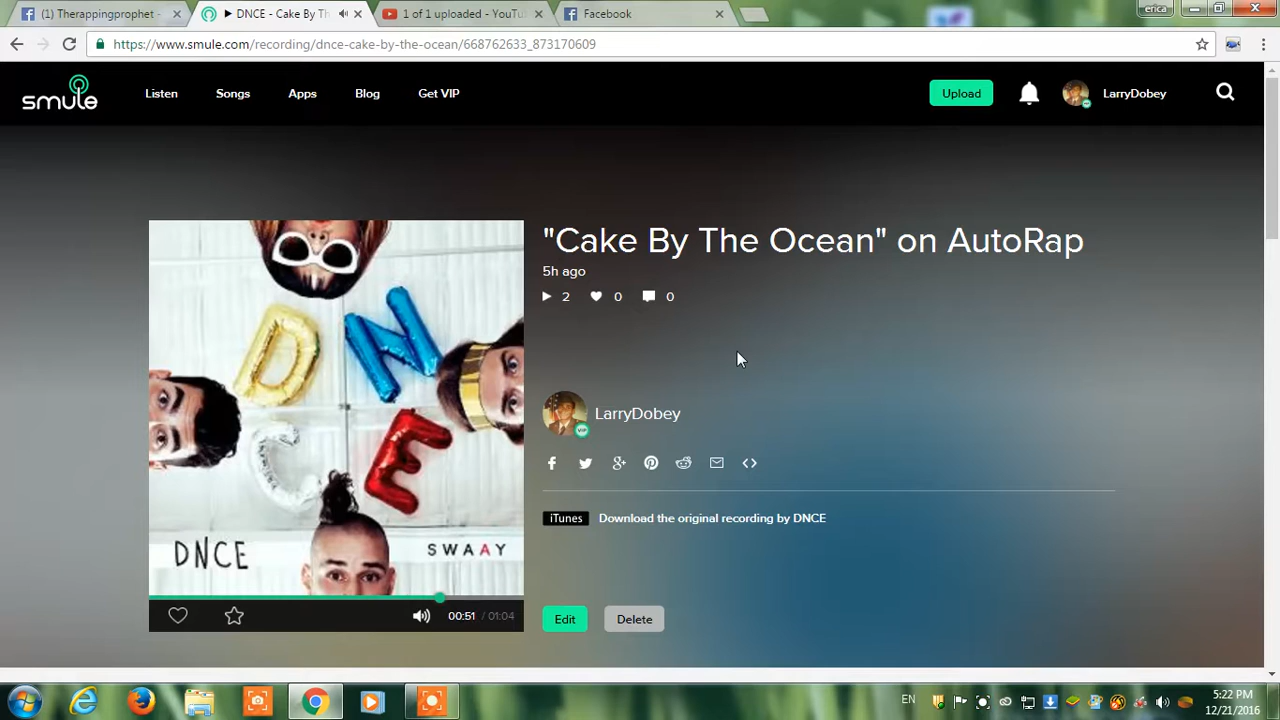 (1) Therappingprophet -
DNCE - Cake By Th
1 of 1 uploaded - YouTu
Facebook
erica
https://www.smule.com/recording/dnce-cake-by-the-ocean/668762633_873170609
smule
Listen
Songs
Apps
Blog
Get VIP
Upload
LarryDobey
"Cake By The Ocean" on AutoRap
5h ago
2
0
0
D N
C E
DNCE
SWAAY
LarryDobey
VIP
iTunes
Download the original recording by DNCE
00:51 / 01:04
Edit
Delete
EN
5:22 PM
12/21/2016